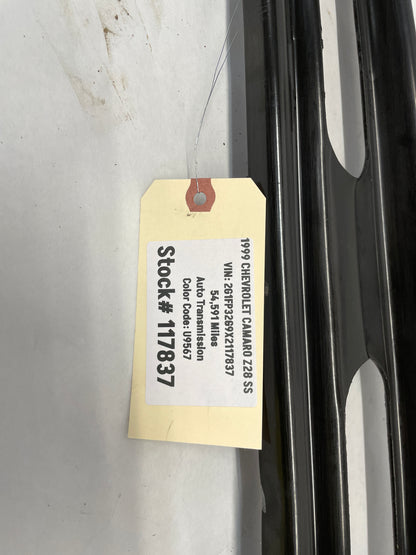 1999 CHEVROLET CAMARO Z28 SS
VIN: 2G1FP32G9X2117837
54,591 Miles
Auto Transmission
Color Code: U9567
Stock# 117837